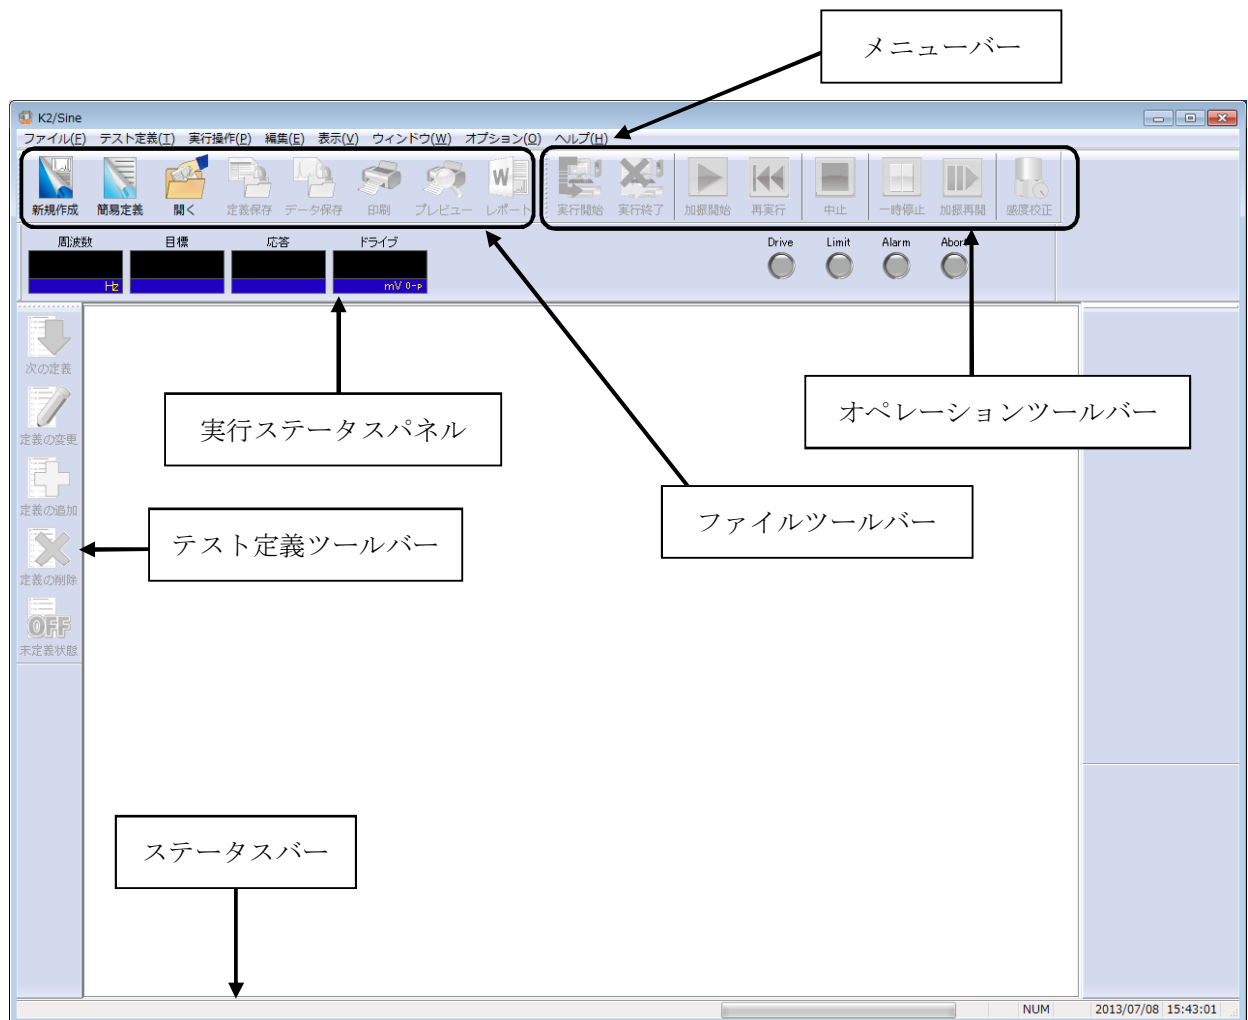 メニューバー
K2/Sine
ファイル(F) テスト定義(T) 実行操作(P) 編集(E) 表示(V) ウィンドウ(W) オプション(O) ヘルプ(H)
新規作成 簡易定義 開く 定義保存 データ保存 印刷 プレビュー レポート 実行開始 実行終了 加振開始 再実行 中止 一時停止 加振再開 感度校正
周波数 目標 応答 ドライブ Drive Limit Alarm Abor
Hz mV 0-p
次の定義
定義の変更
定義の追加
定義の削除
OFF
未定義状態
実行ステータスパネル
オペレーションツールバー
ファイルツールバー
テスト定義ツールバー
ステータスバー
NUM 2013/07/08 15:43:01